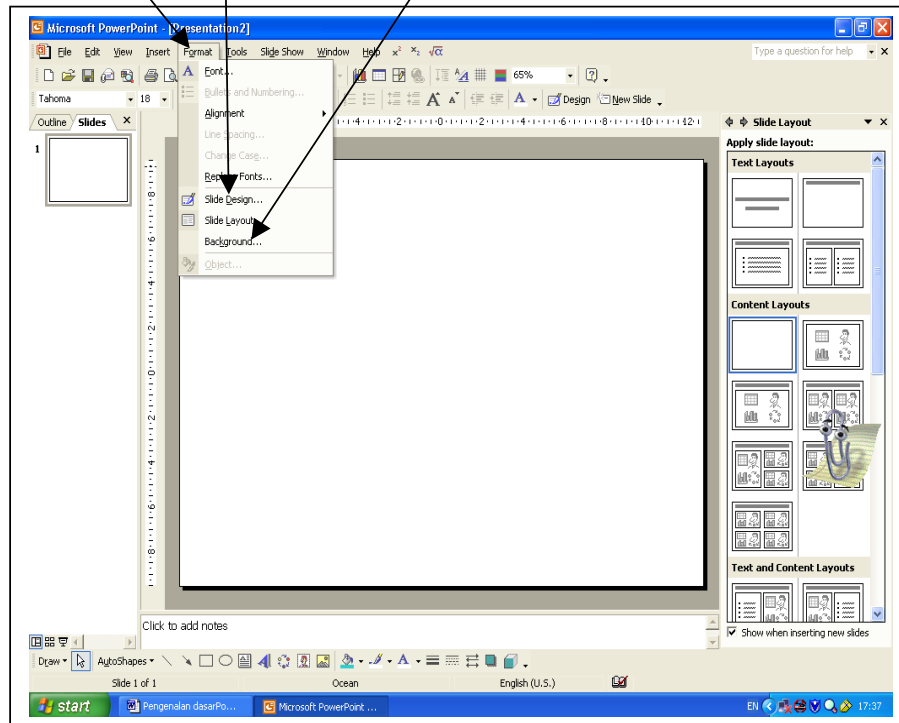 Microsoft PowerPoint - [Presentation2]
File Edit View Insert Format Tools Slide Show Window Help x² x₂ √α Type a question for help
65%
Tahoma 18 Design New Slide
Outline Slides
Font...
Bullets and Numbering...
Alignment
Line Spacing...
Change Case...
Replace Fonts...
Slide Design...
Slide Layout...
Background...
Object...
1
Slide Layout
Apply slide layout:
Text Layouts
Content Layouts
Text and Content Layouts
Show when inserting new slides
Click to add notes
Draw AutoShapes
Slide 1 of 1 Ocean English (U.S.)
start Pengenalan dasarPo... Microsoft PowerPoint ... EN 17:37